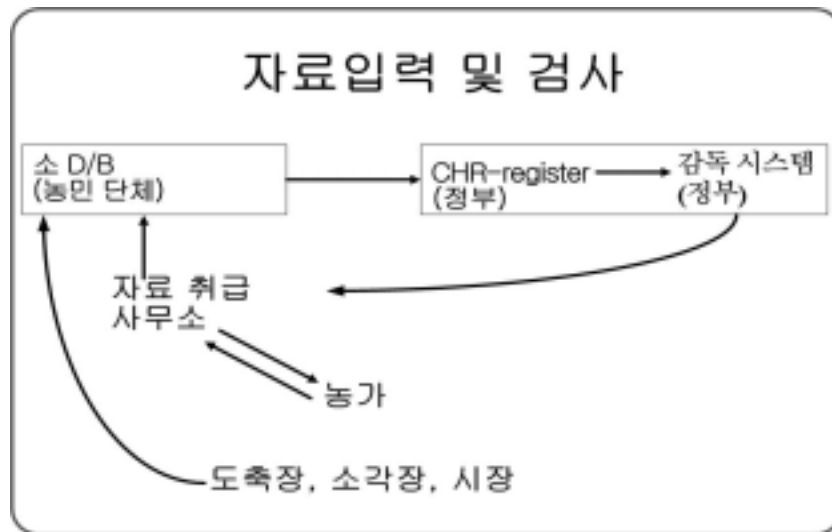 자료입력 및 검사
소 D/B
(농민 단체)
CHR-register
(정부)
감독 시스템
(정부)
자료 취급
사무소
농가
도축장, 소각장, 시장